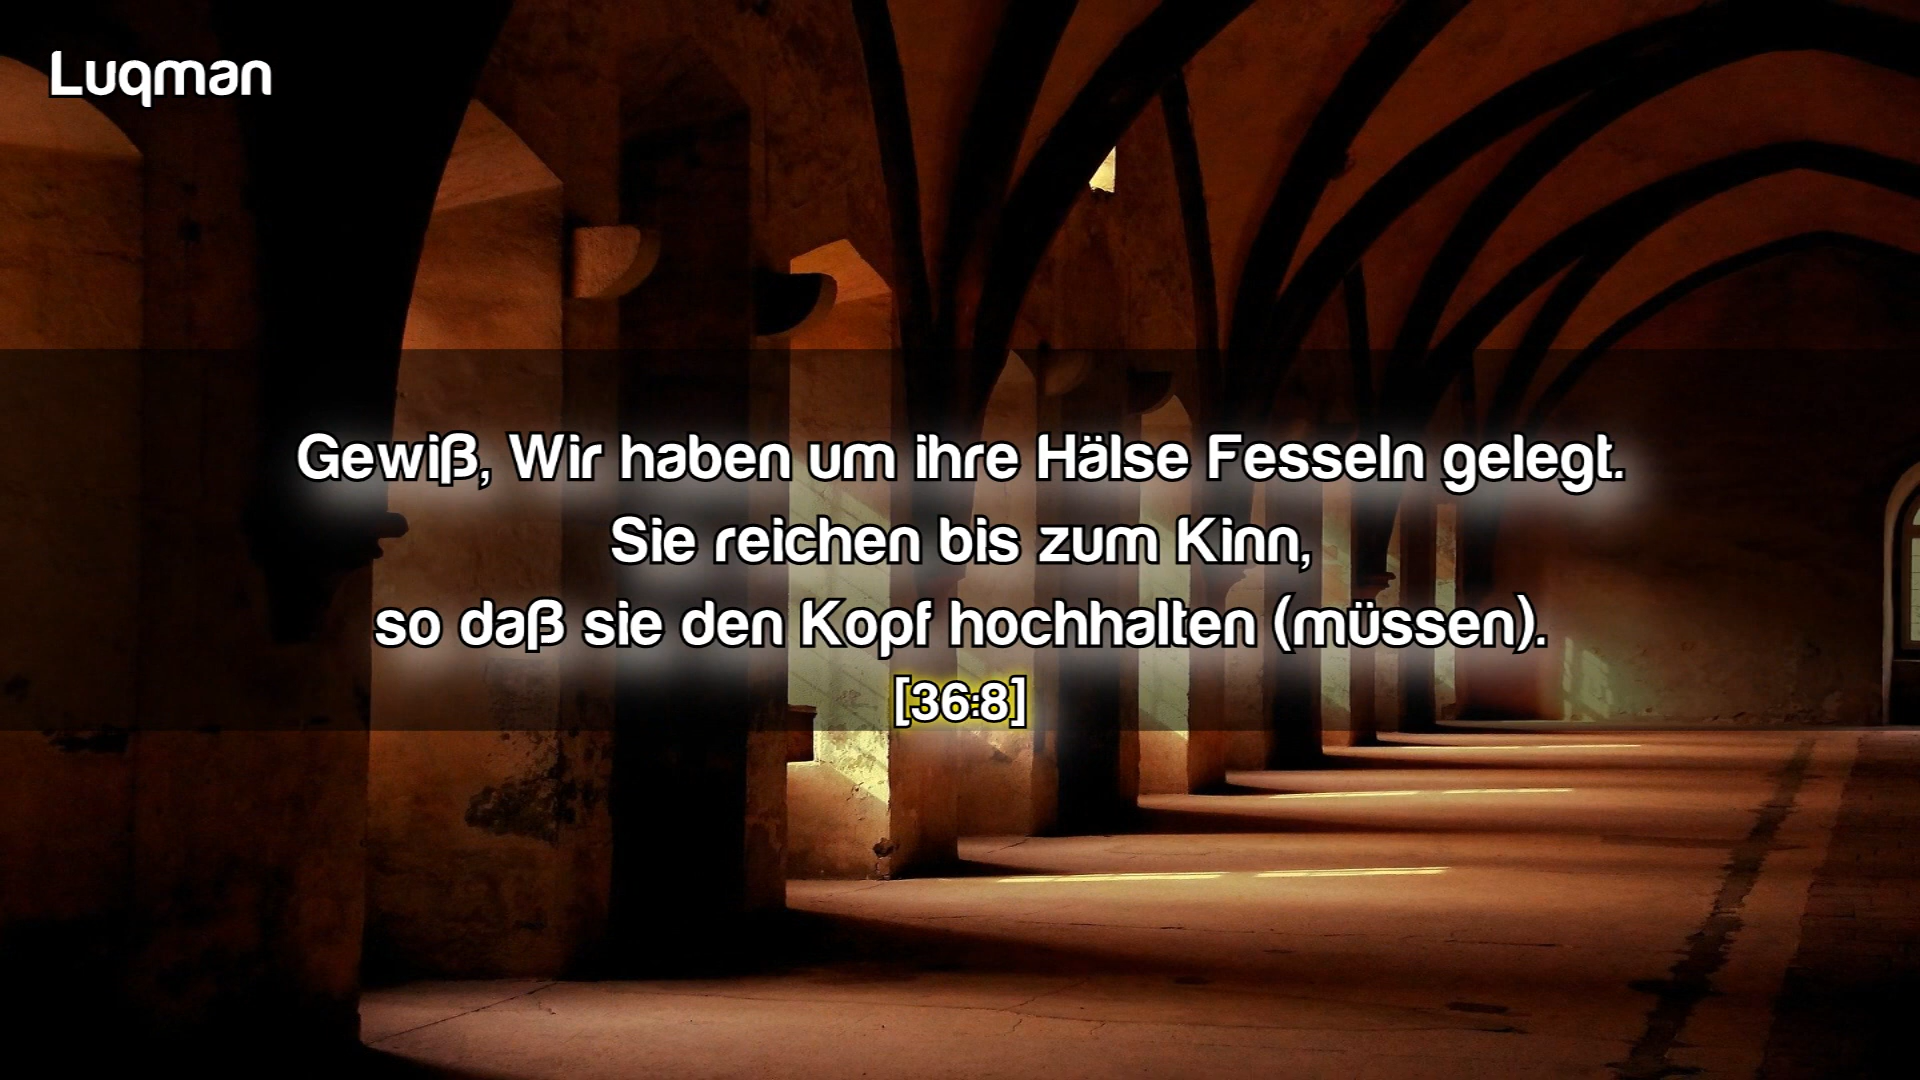 Luqman
Gewiß, Wir haben um ihre Hälse Fesseln gelegt.
Sie reichen bis zum Kinn,
so daß sie den Kopf hochhalten (müssen).
[36:8]